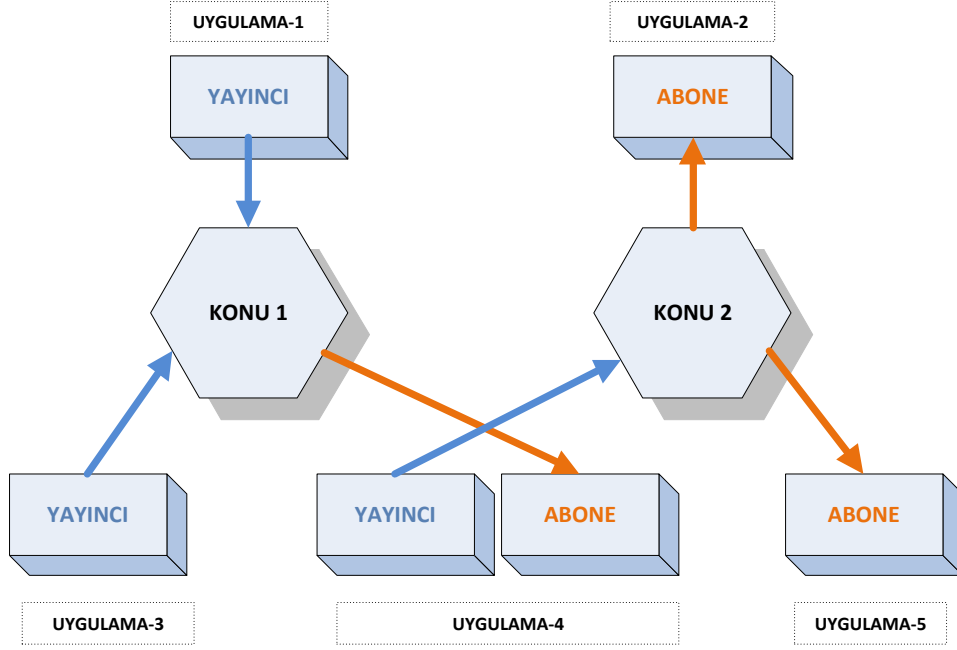 UYGULAMA-1
UYGULAMA-2
YAYINCI
ABONE
KONU 1
KONU 2
YAYINCI
YAYINCI
ABONE
ABONE
UYGULAMA-3
UYGULAMA-4
UYGULAMA-5